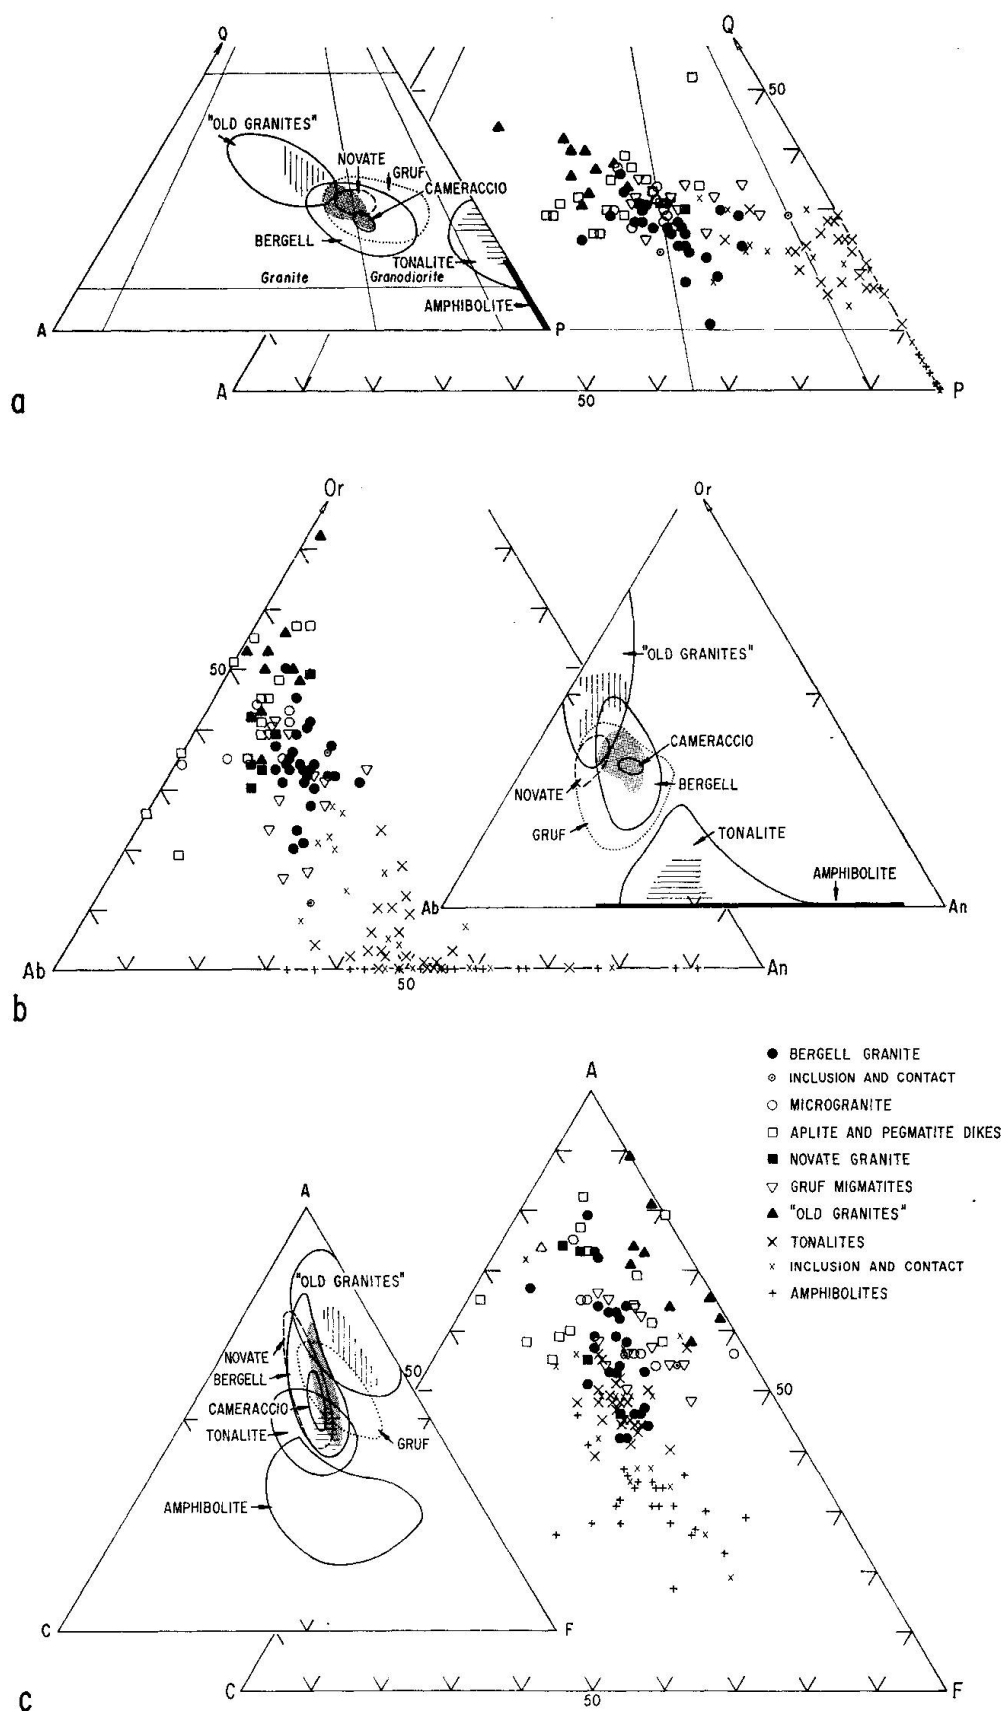 Q
"OLD GRANITES"
NOVATE
GRUF
CAMERACCIO
BERGELL
TONALITE
Granite
Granodiorite
AMPHIBOLITE
A
P
Q
50
A
50
P
a
Or
50
Ab
50
An
Or
"OLD GRANITES"
CAMERACCIO
NOVATE
BERGELL
GRUF
TONALITE
AMPHIBOLITE
Ab
An
b
BERGELL GRANITE
INCLUSION AND CONTACT
MICROGRANITE
APLITE AND PEGMATITE DIKES
NOVATE GRANITE
GRUF MIGMATITES
"OLD GRANITES"
TONALITES
INCLUSION AND CONTACT
AMPHIBOLITES
A
"OLD GRANITES"
NOVATE
BERGELL
50
CAMERACCIO
TONALITE
GRUF
AMPHIBOLITE
C
F
A
50
C
50
F
c